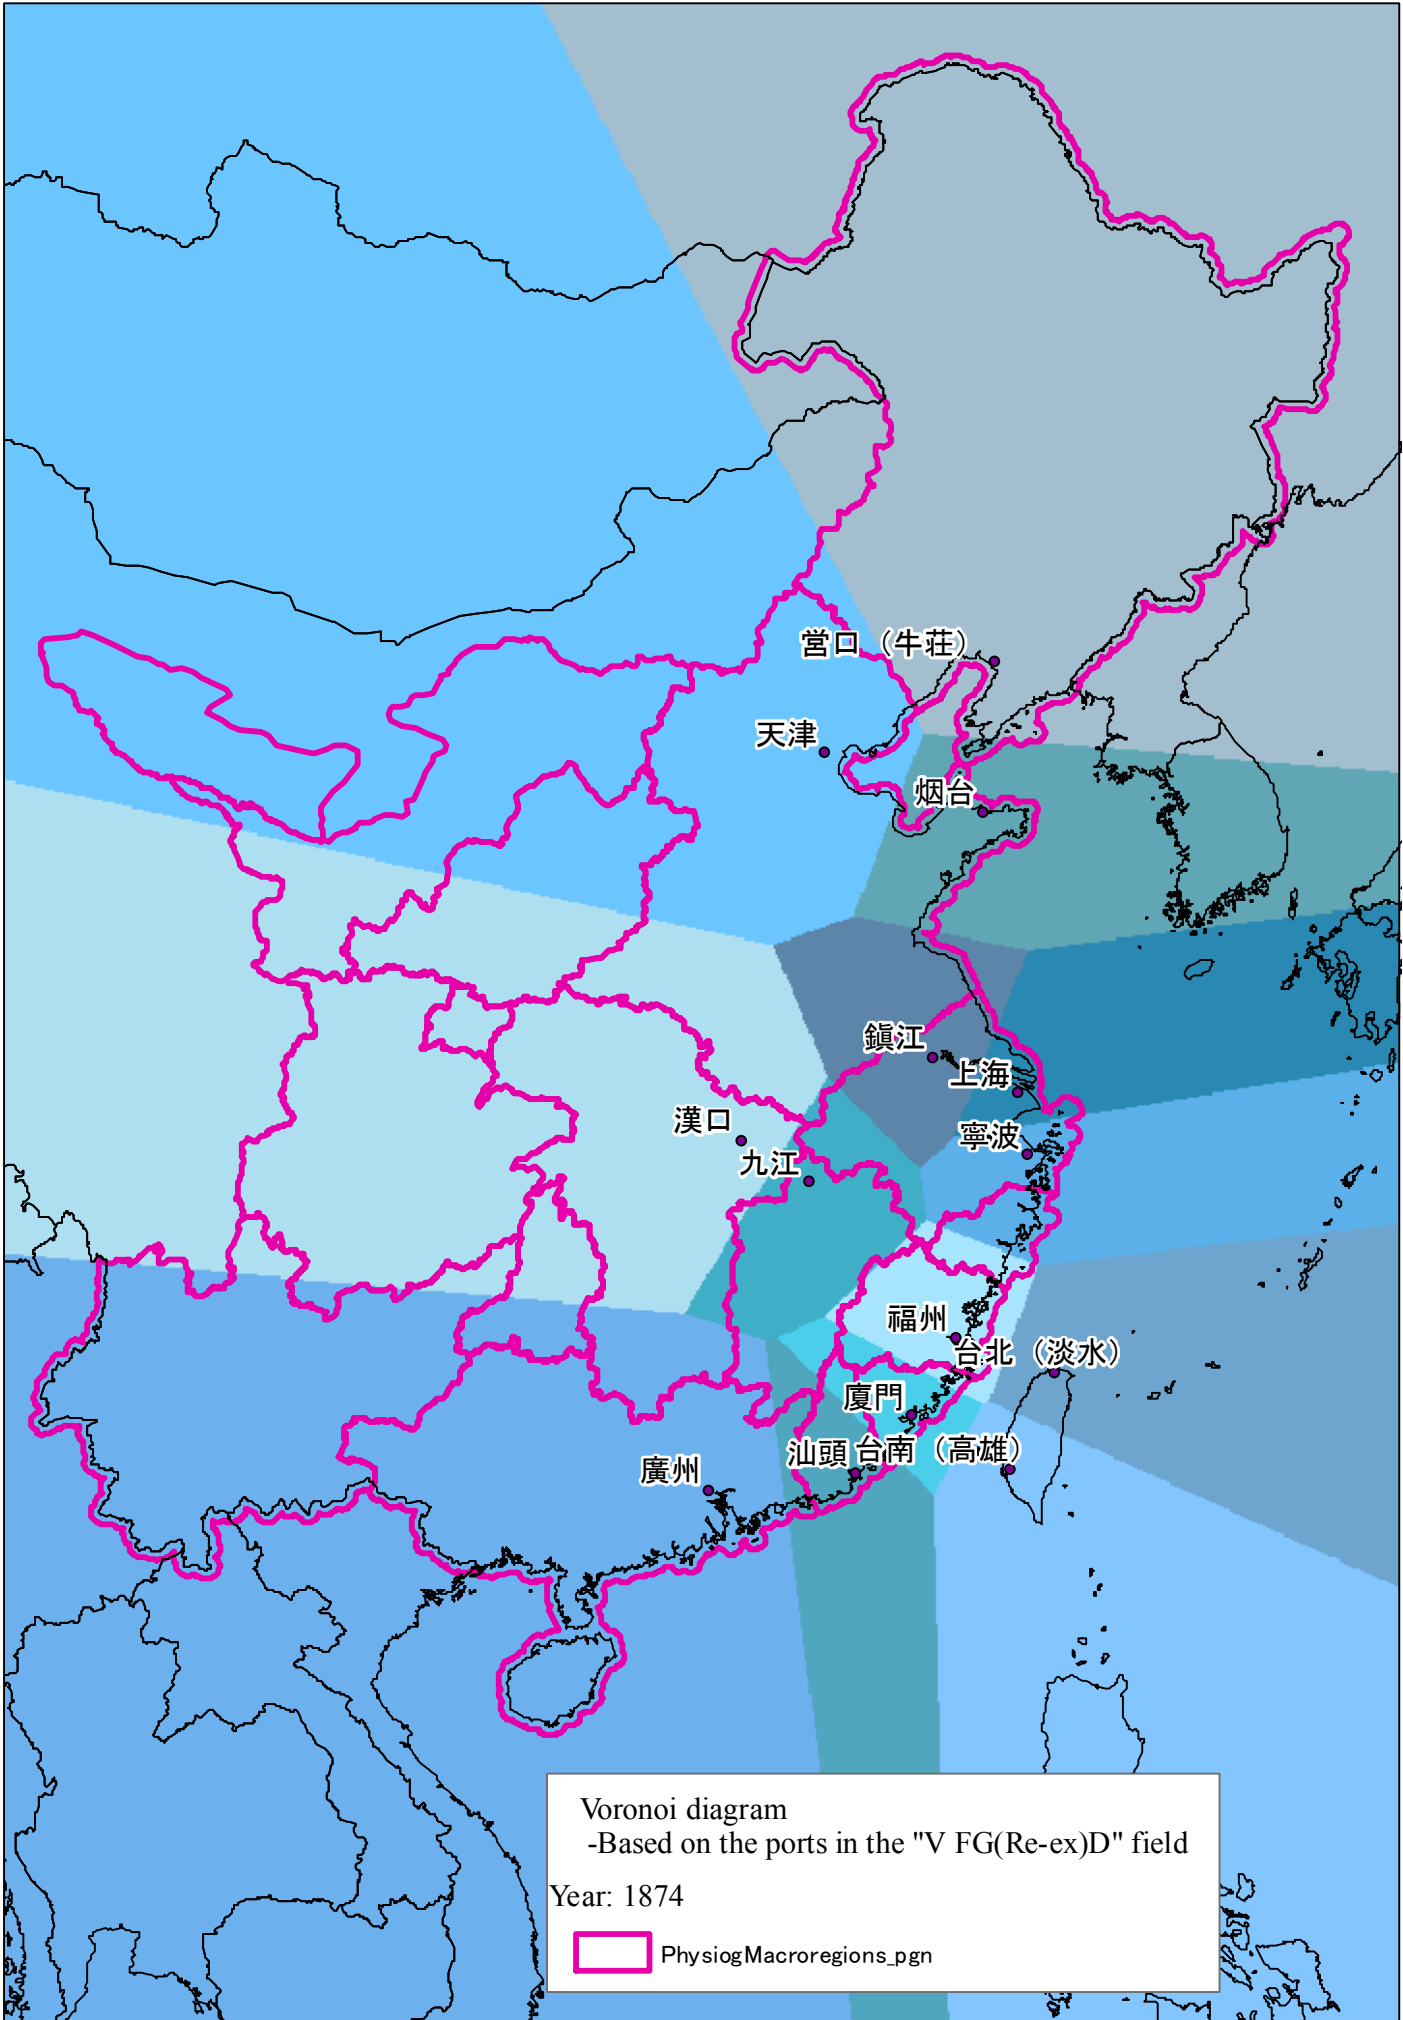 営口（牛荘）
天津
烟台
鎭江
上海
漢口
寧波
九江
福州
台北（淡水）
廈門
汕頭
台南（高雄）
廣州
Voronoi diagram
-Based on the ports in the "V FG(Re-ex)D" field
Year: 1874
PhysiogMacroregions_pgn